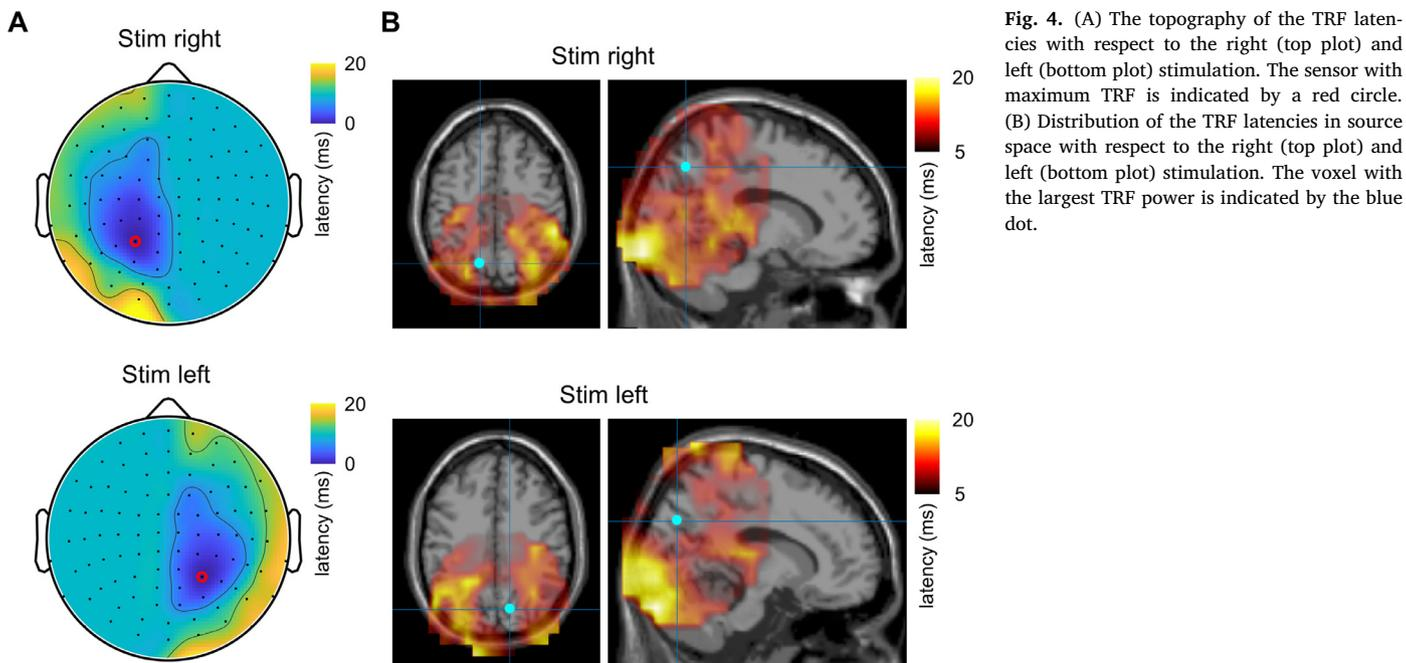 A
Stim right
20
0
latency (ms)
Stim left
20
0
latency (ms)
B
Stim right
20
5
latency (ms)
Stim left
20
5
latency (ms)
Fig. 4. (A) The topography of the TRF laten-
cies with respect to the right (top plot) and
left (bottom plot) stimulation. The sensor with
maximum TRF is indicated by a red circle.
(B) Distribution of the TRF latencies in source
space with respect to the right (top plot) and
left (bottom plot) stimulation. The voxel with
the largest TRF power is indicated by the blue
dot.